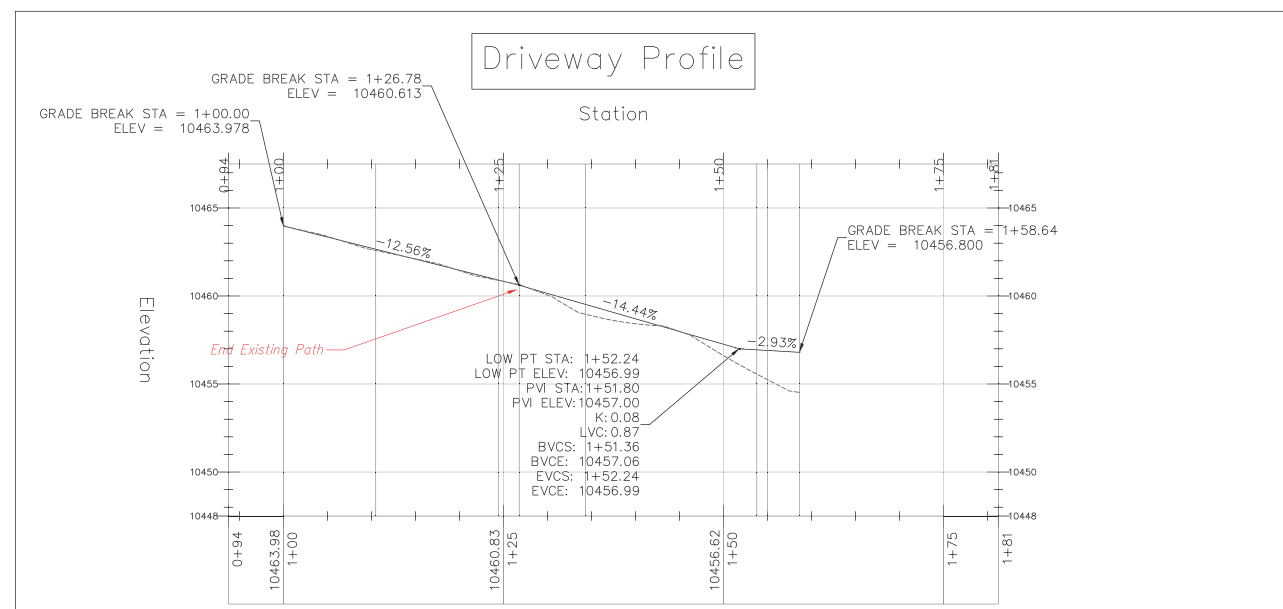 Driveway Profile
Station
GRADE BREAK STA = 1+26.78
ELEV = 10460.613
GRADE BREAK STA = 1+00.00
ELEV = 10463.978
0+94
1+00
1+25
1+50
1+75
1+81
10465
10465
GRADE BREAK STA = 1+58.64
ELEV = 10456.800
-12.56%
10460
10460
-14.44%
-2.93%
Elevation
End Existing Path
LOW PT STA: 1+52.24
LOW PT ELEV: 10456.99
PVI STA: 1+51.80
PVI ELEV: 10457.00
K: 0.08
LVC: 0.87
BVCS: 1+51.36
BVCE: 10457.06
EVCS: 1+52.24
EVCE: 10456.99
10455
10455
10450
10450
10448
10448
0+94
10463.98
1+00
10460.83
1+25
10456.62
1+50
1+75
1+81